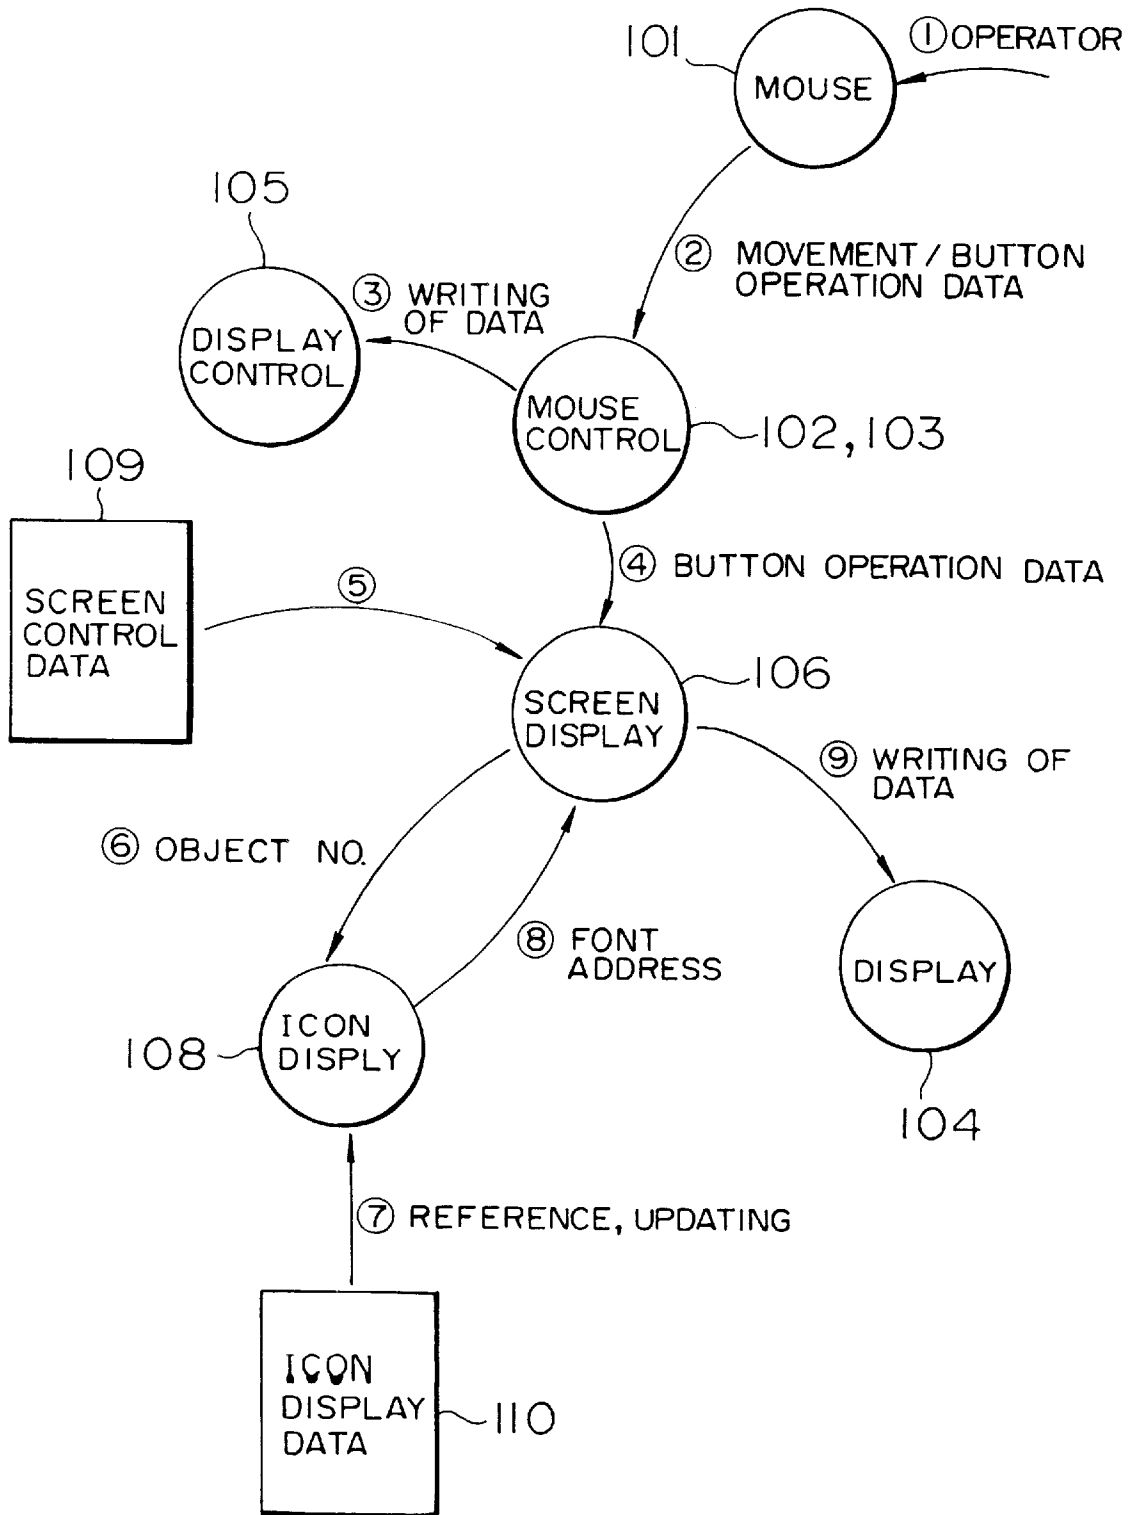 101
① OPERATOR
MOUSE
105
② MOVEMENT / BUTTON
OPERATION DATA
③ WRITING
OF DATA
DISPLAY
CONTROL
MOUSE
CONTROL
102, 103
109
④ BUTTON OPERATION DATA
⑤
SCREEN
CONTROL
DATA
106
SCREEN
DISPLAY
⑨ WRITING OF
DATA
⑥ OBJECT NO.
⑧ FONT
ADDRESS
DISPLAY
ICON
DISPLY
108
104
⑦ REFERENCE, UPDATING
ICON
DISPLAY
DATA
110